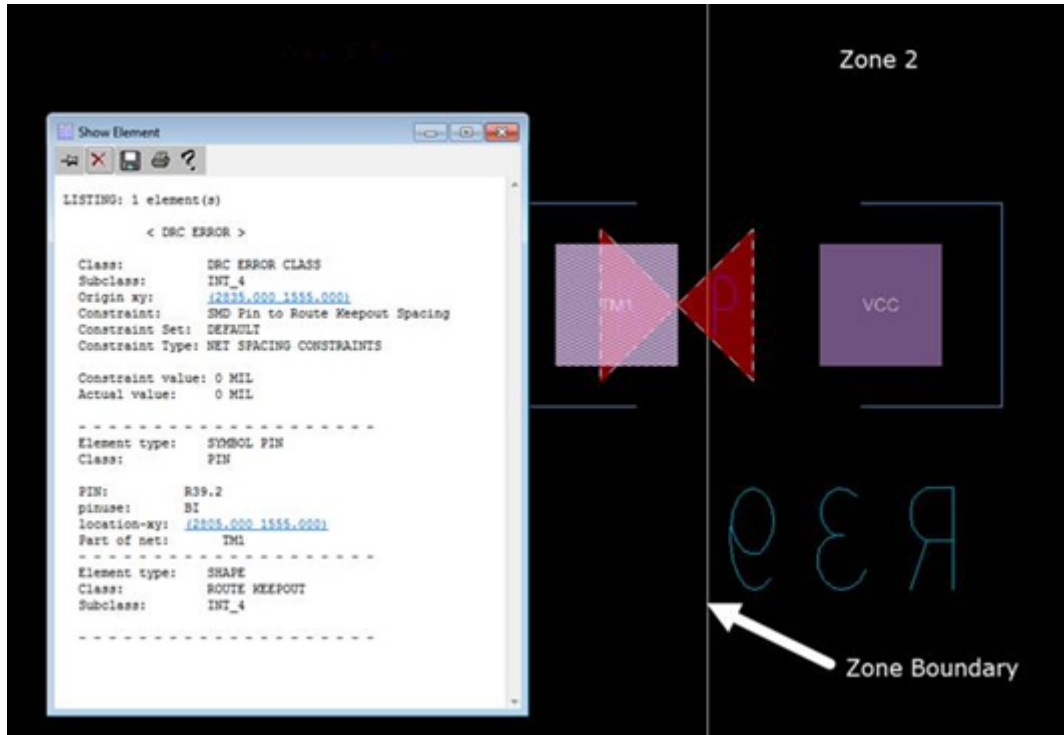 Zone 2
Show Element
LISTING: 1 element(s)
< DRC ERROR >
Class: DRC ERROR CLASS
Subclass: INT_4
Origin xy: (2835.000 1555.000)
Constraint: SMD Pin to Route Keepout Spacing
Constraint Set: DEFAULT
Constraint Type: NET SPACING CONSTRAINTS
Constraint value: 0 MIL
Actual value: 0 MIL
- - - - - - - - - - - - - - - - - - - -
Element type: SYMBOL PIN
Class: PIN
PIN: R39.2
pinuse: BI
location-xy: (2805.000 1555.000)
Part of net: TM1
- - - - - - - - - - - - - - - - - - - -
Element type: SHAPE
Class: ROUTE KEEPOUT
Subclass: INT_4
- - - - - - - - - - - - - - - - - - - -
TM1
VCC
R39
Zone Boundary